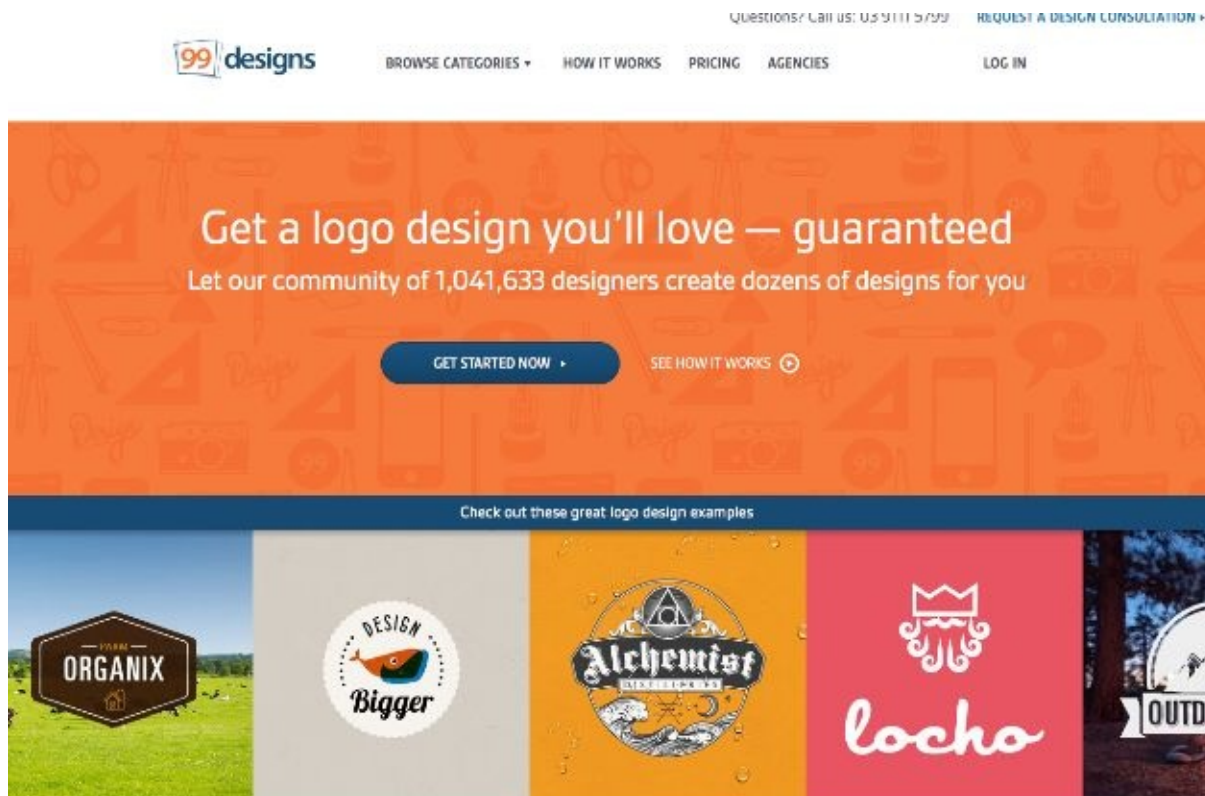 Questions? Call us: 03 9111 5799 REQUEST A DESIGN CONSULTATION
99 designs BROWSE CATEGORIES HOW IT WORKS PRICING AGENCIES LOG IN
Get a logo design you'll love — guaranteed
Let our community of 1,041,633 designers create dozens of designs for you
GET STARTED NOW SEE HOW IT WORKS
Check out these great logo design examples
FARM
ORGANIX
DESIGN
Bigger
Alchemist
DISTILLERIES
locho
OUTD